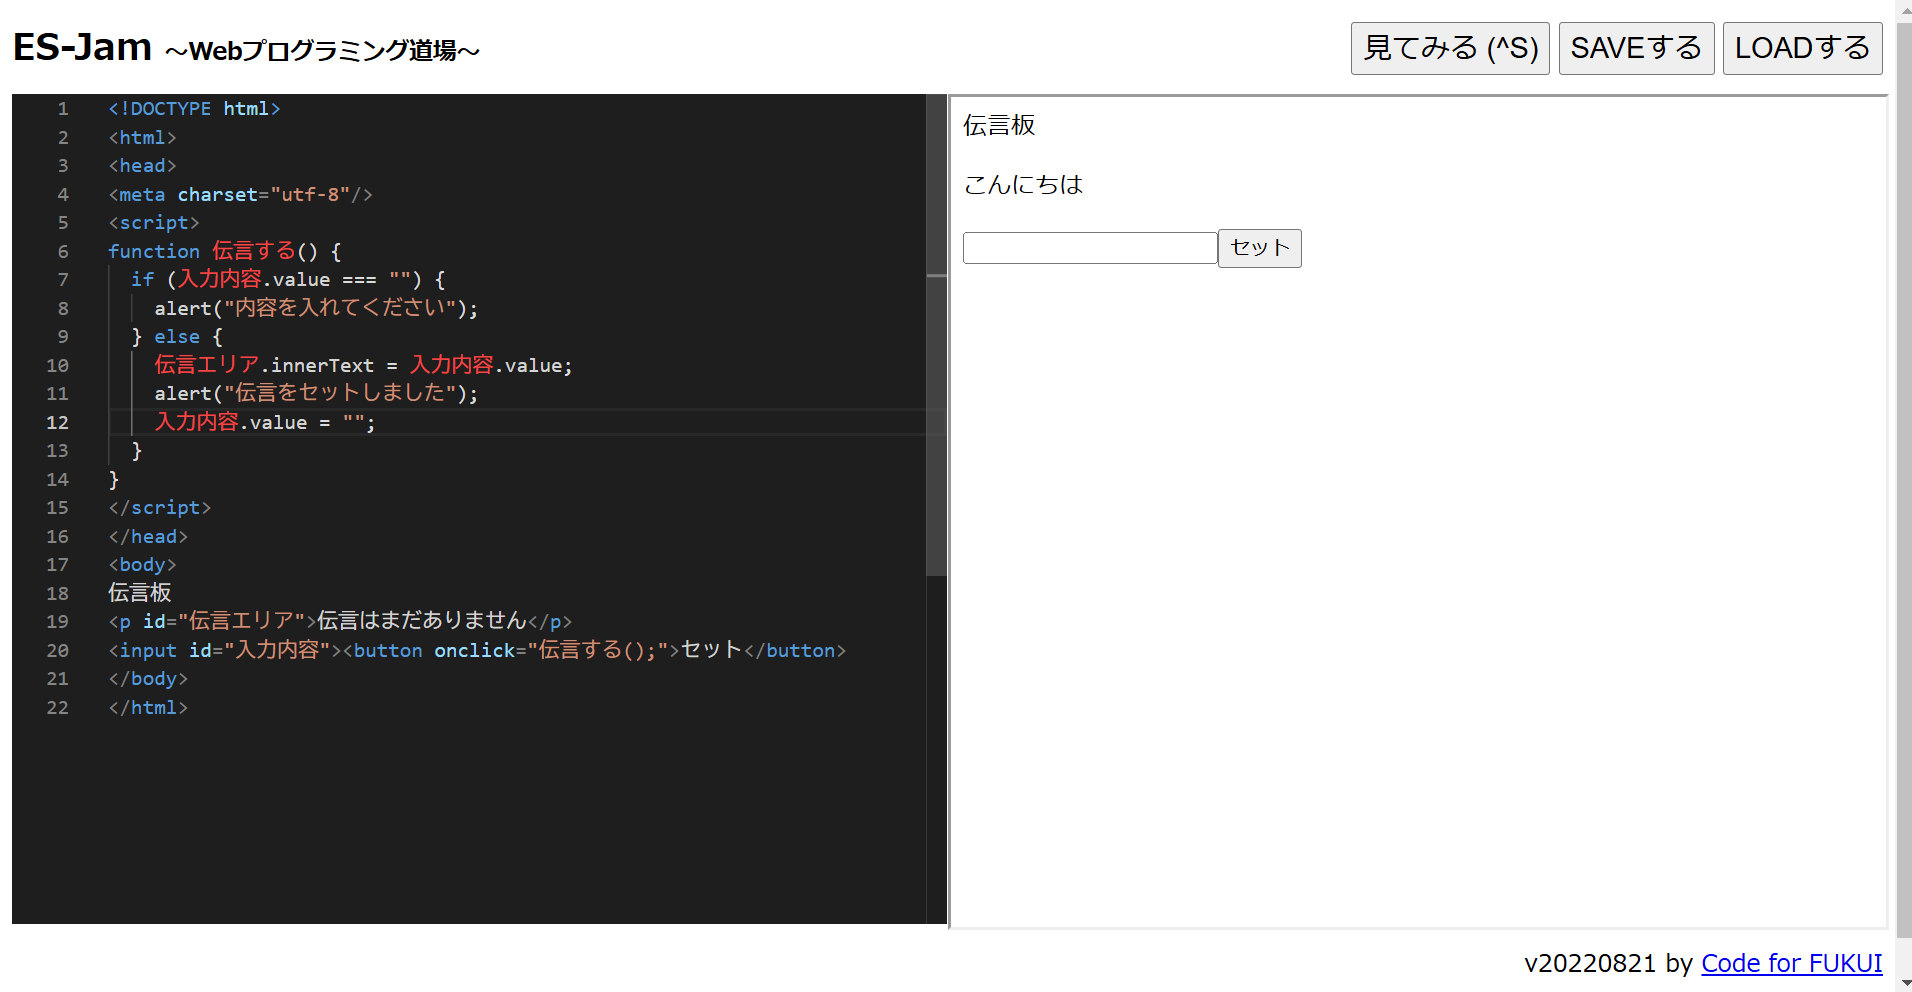 ES-Jam ～Webプログラミング道場～
見てみる (^S) SAVEする LOADする
1 <!DOCTYPE html>
2 <html>
3 <head>
4 <meta charset="utf-8"/>
5 <script>
6 function 伝言する() {
7   if (入力内容.value === "") {
8     alert("内容を入れてください");
9   } else {
10     伝言エリア.innerText = 入力内容.value;
11     alert("伝言をセットしました");
12     入力内容.value = "";
13   }
14 }
15 </script>
16 </head>
17 <body>
18 伝言板
19 <p id="伝言エリア">伝言はまだありません</p>
20 <input id="入力内容"><button onclick="伝言する();">セット</button>
21 </body>
22 </html>
伝言板
こんにちは
セット
v20220821 by Code for FUKUI